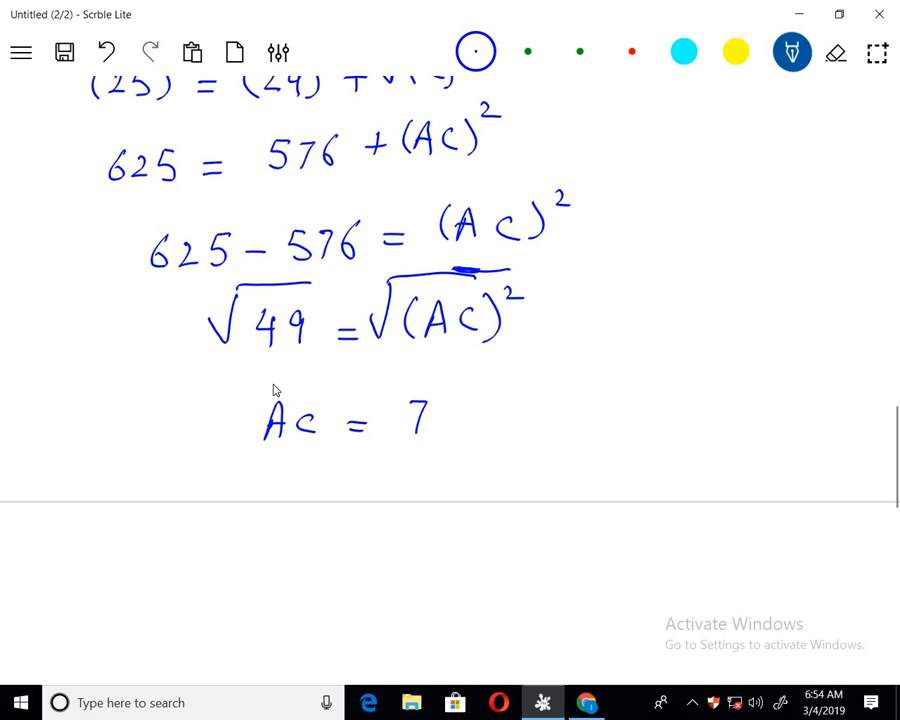 Untitled (2/2) - Scrble Lite
625 = 576 + (AC)²
625 - 576 = (AC)²
√49 = √(AC)²
AC = 7
Activate Windows
Go to Settings to activate Windows.
Type here to search
6:54 AM
3/4/2019